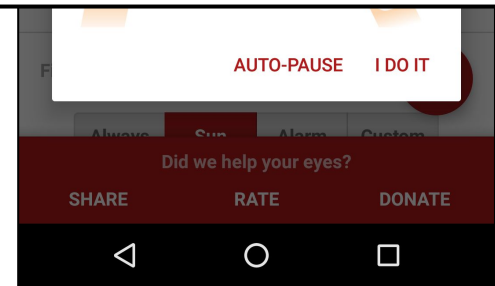 AUTO-PAUSE I DO IT
F
Always Sun Alarm Custom
Did we help your eyes?
SHARE RATE DONATE